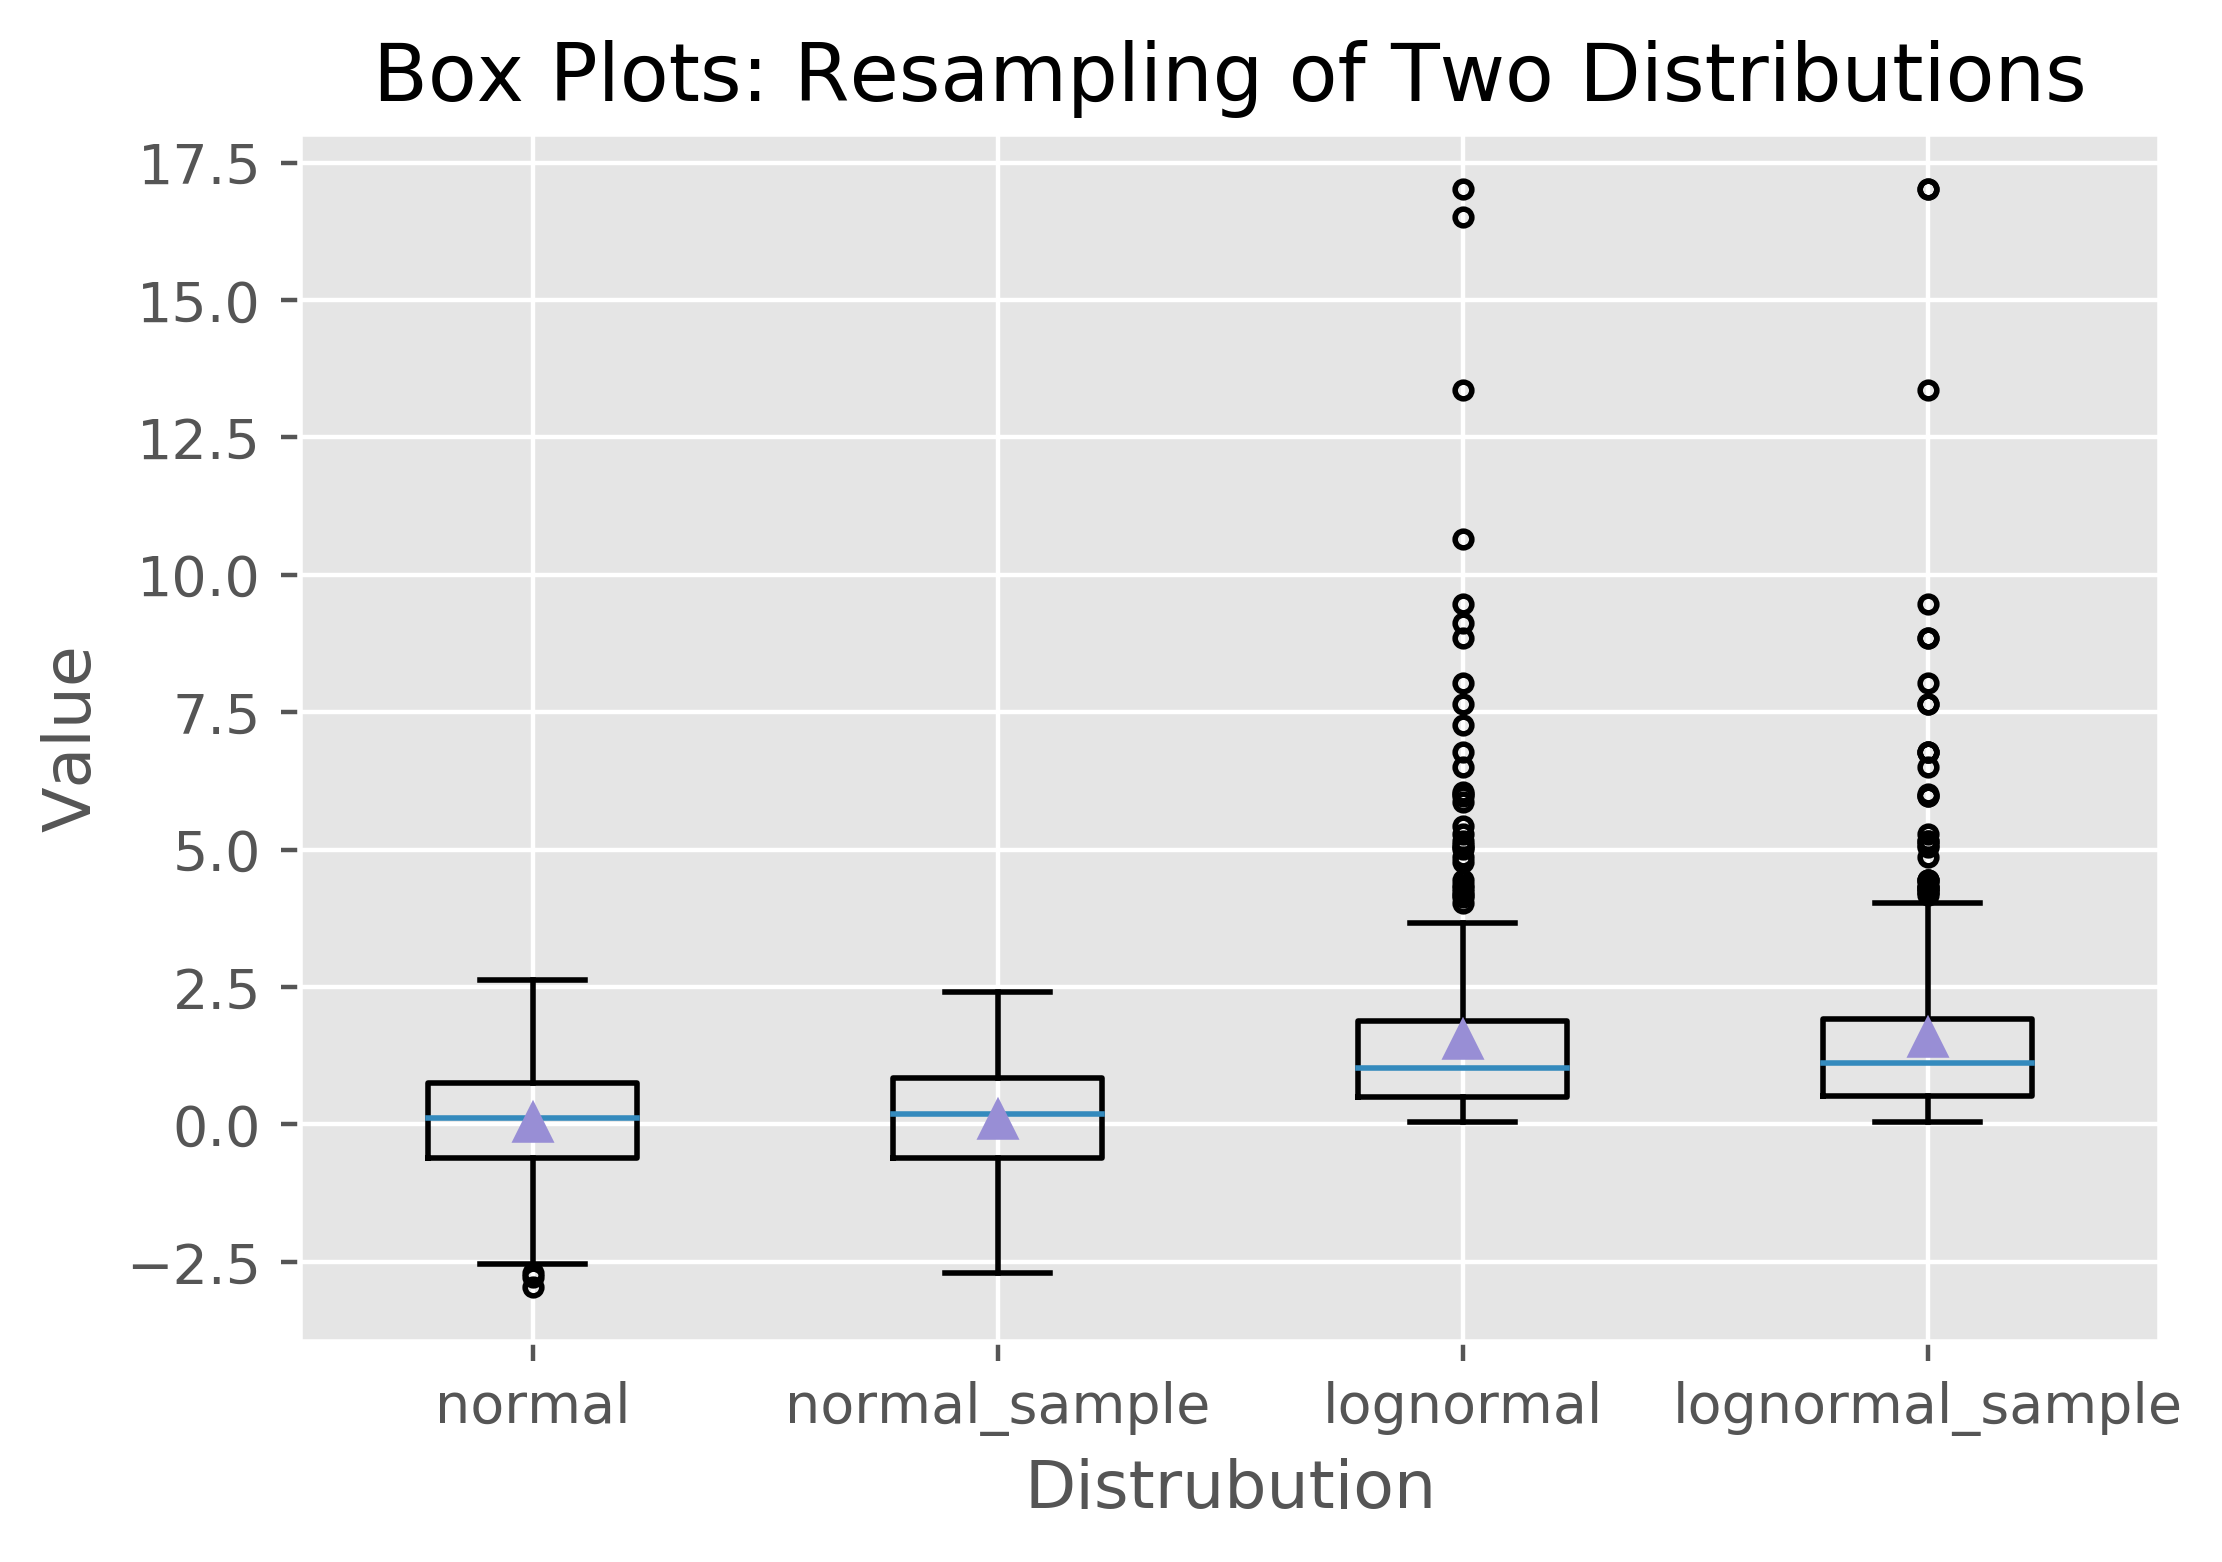 Box Plots: Resampling of Two Distributions
17.5
15.0
12.5
10.0
7.5
5.0
2.5
0.0
−2.5
Value
normal normal_sample lognormal lognormal_sample
Distrubution